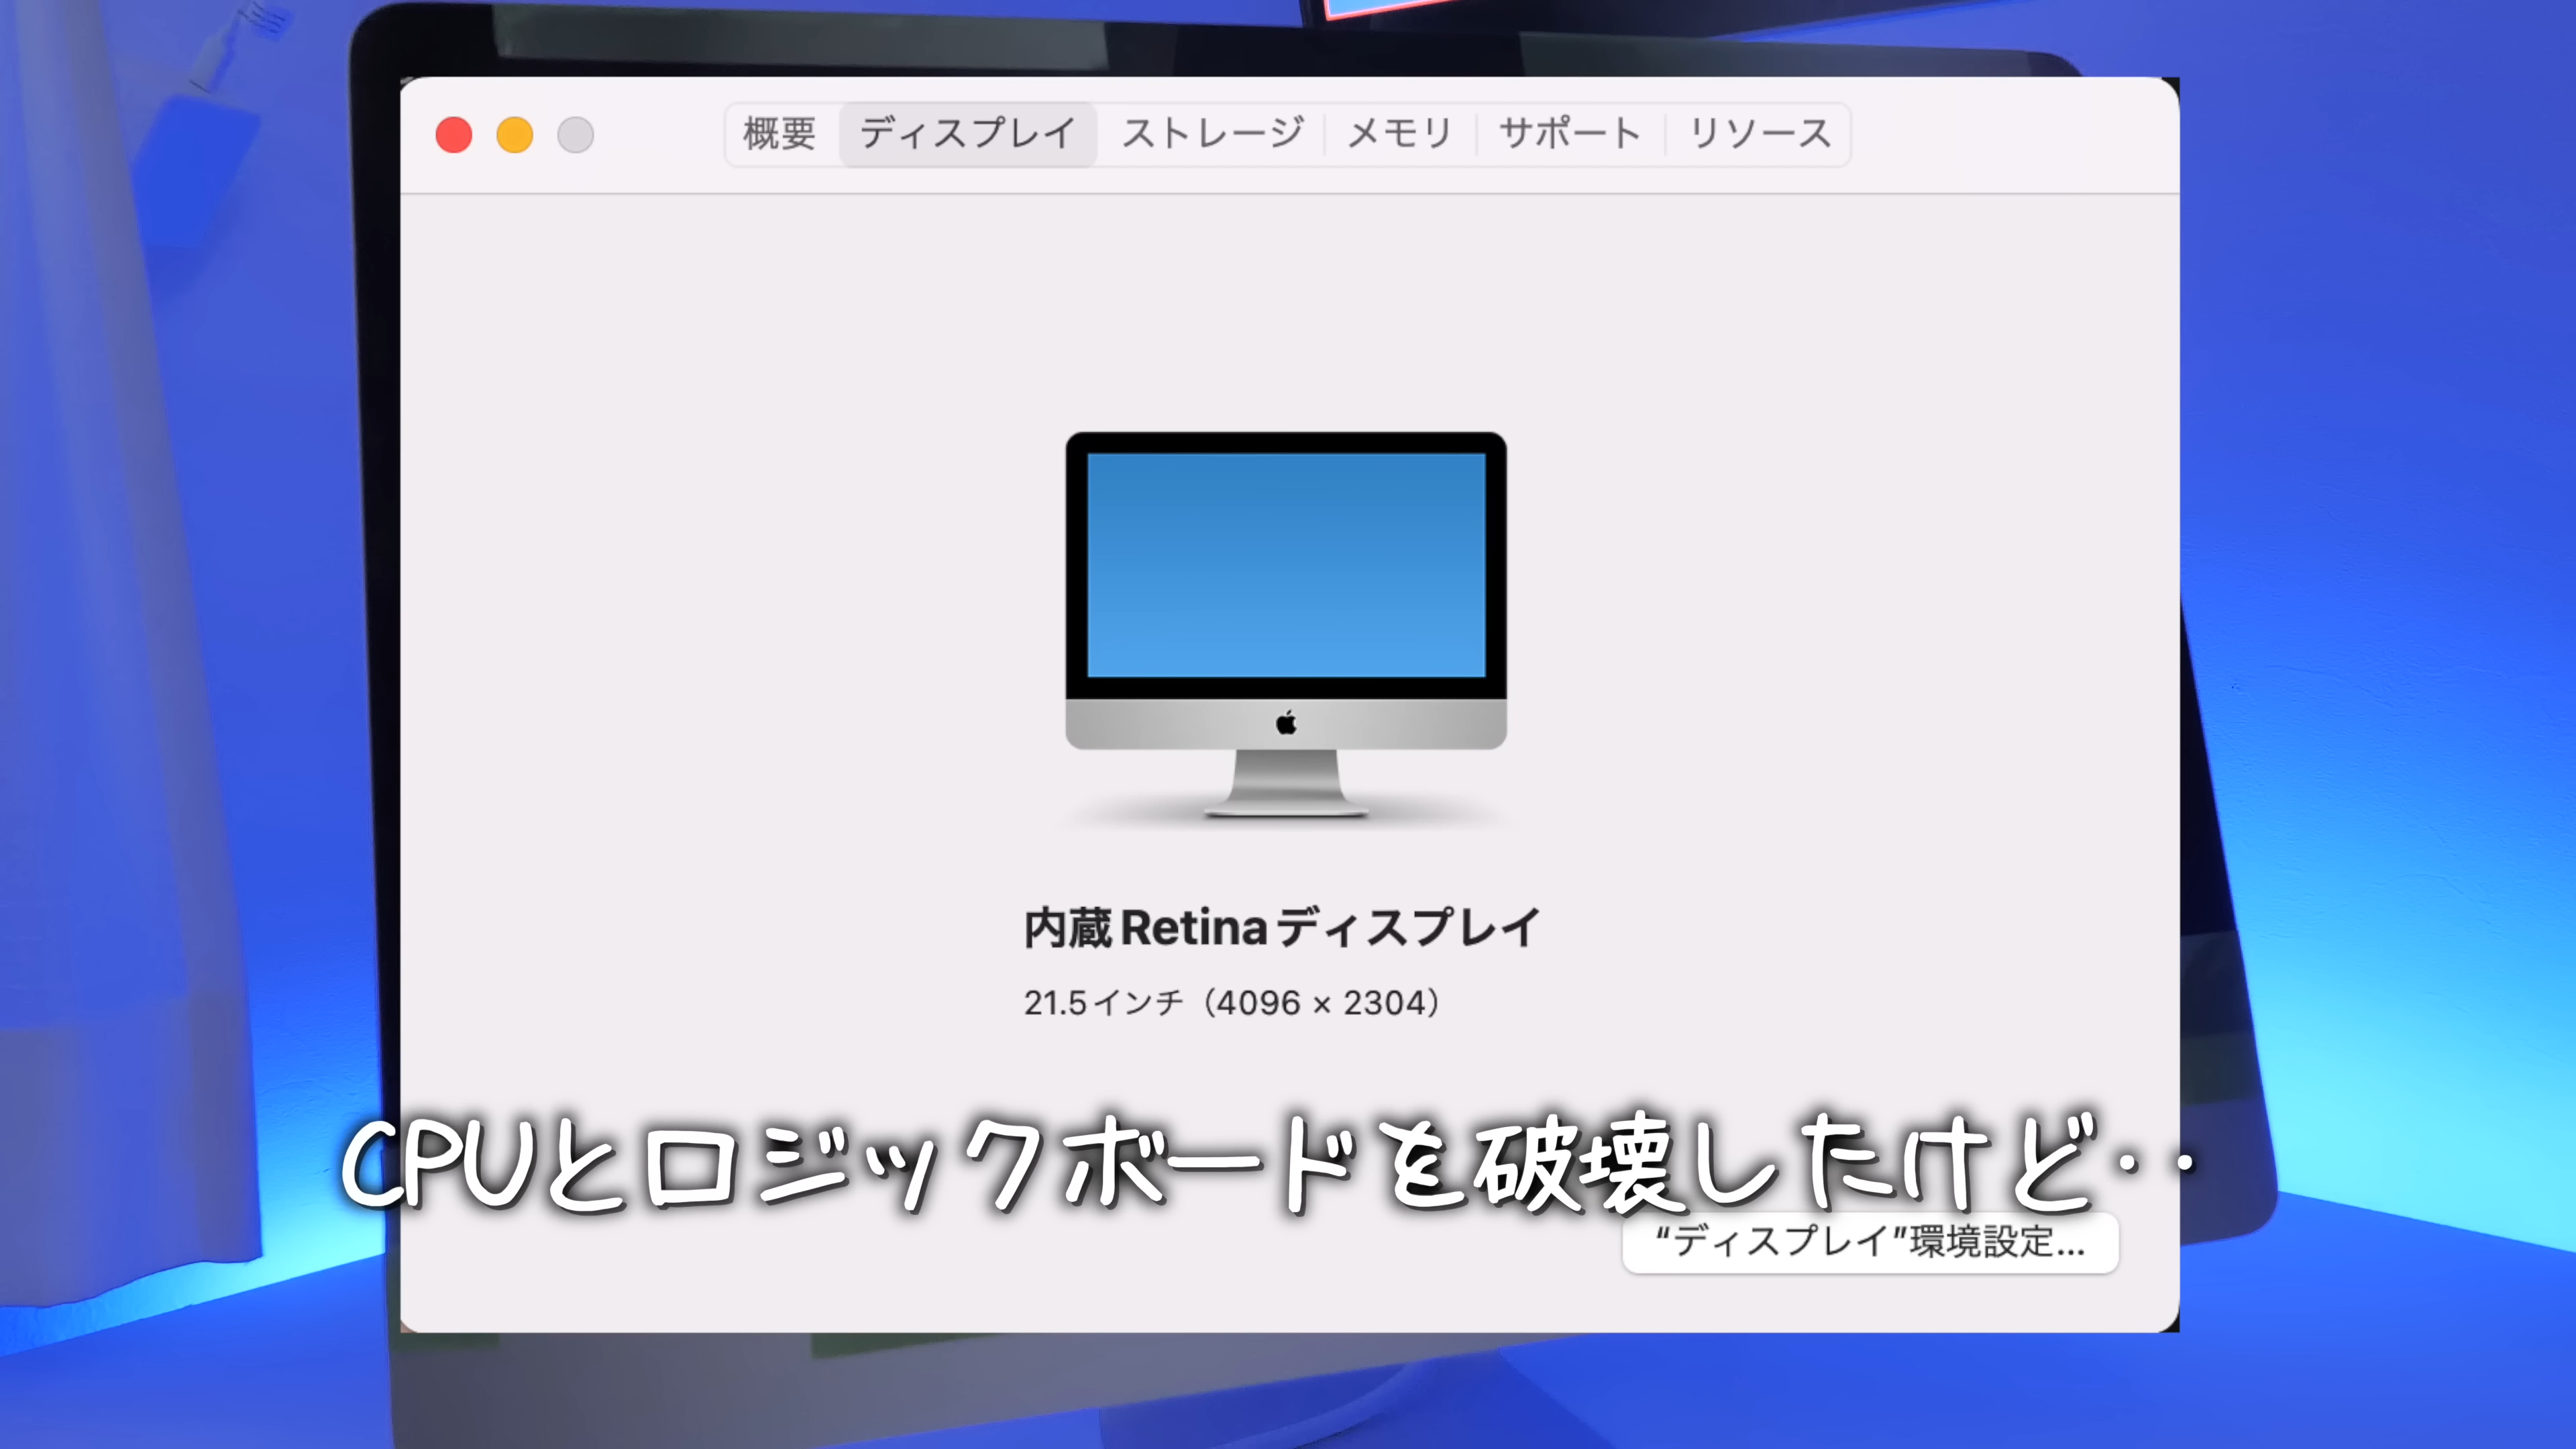 概要 ディスプレイ ストレージ メモリ サポート リソース
内蔵 Retina ディスプレイ
21.5インチ（4096 × 2304）
CPUとロジックボードを破壊したけど‥
“ディスプレイ”環境設定...